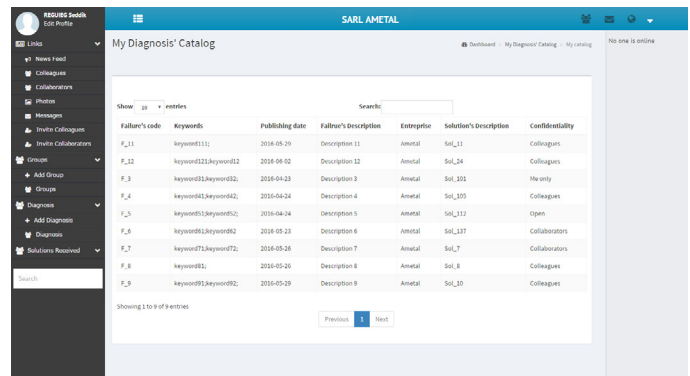 REGUIEG Seddik
Edit Profile
SARL AMETAL
Links
News Feed
Colleagues
Collaborators
Photos
Messages
Invite Colleagues
Invite Collaborators
Groups
Add Group
Groups
Diagnosis
Add Diagnosis
Diagnosis
Solutions Received
Search
My Diagnosis' Catalog
Dashboard > My Diagnosis' Catalog > My catalog
No one is online
Show 10 entries Search:
Failure's code Keywords Publishing date Failrue's Description Entreprise Solution's Description Confidentiality
F_11 keyword111; 2016-05-29 Description 11 Ametal Sol_11 Colleagues
F_12 keyword121;keyword12 2016-06-02 Description 12 Ametal Sol_24 Colleagues
F_3 keyword31;keyword32; 2016-04-23 Description 3 Ametal Sol_101 Me only
F_4 keyword41;keyword42; 2016-04-24 Description 4 Ametal Sol_105 Colleagues
F_5 keyword51;keyword52; 2016-04-24 Description 5 Ametal Sol_112 Open
F_6 keyword61;keyword62 2016-05-23 Description 6 Ametal Sol_137 Collaborators
F_7 keyword71;keyword72; 2016-05-26 Description 7 Ametal Sol_7 Collaborators
F_8 keyword81; 2016-05-26 Description 8 Ametal Sol_8 Colleagues
F_9 keyword91;keyword92; 2016-05-29 Description 9 Ametal Sol_10 Colleagues
Showing 1 to 9 of 9 entries
Previous 1 Next